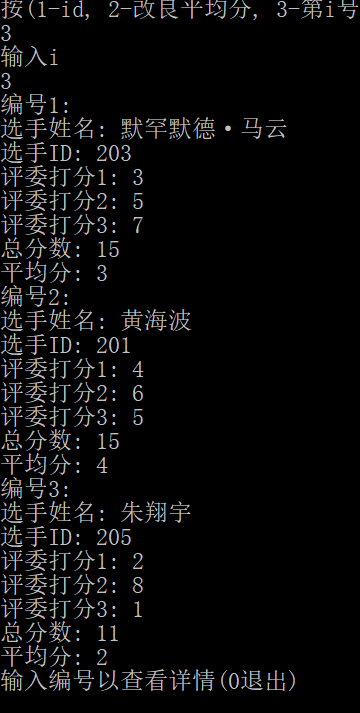 按(1-id, 2-改良平均分, 3-第i号
3
输入i
3
编号1:
选手姓名: 默罕默德·马云
选手ID: 203
评委打分1: 3
评委打分2: 5
评委打分3: 7
总分数: 15
平均分: 3
编号2:
选手姓名: 黄海波
选手ID: 201
评委打分1: 4
评委打分2: 6
评委打分3: 5
总分数: 15
平均分: 4
编号3:
选手姓名: 朱翔宇
选手ID: 205
评委打分1: 2
评委打分2: 8
评委打分3: 1
总分数: 11
平均分: 2
输入编号以查看详情(0退出)